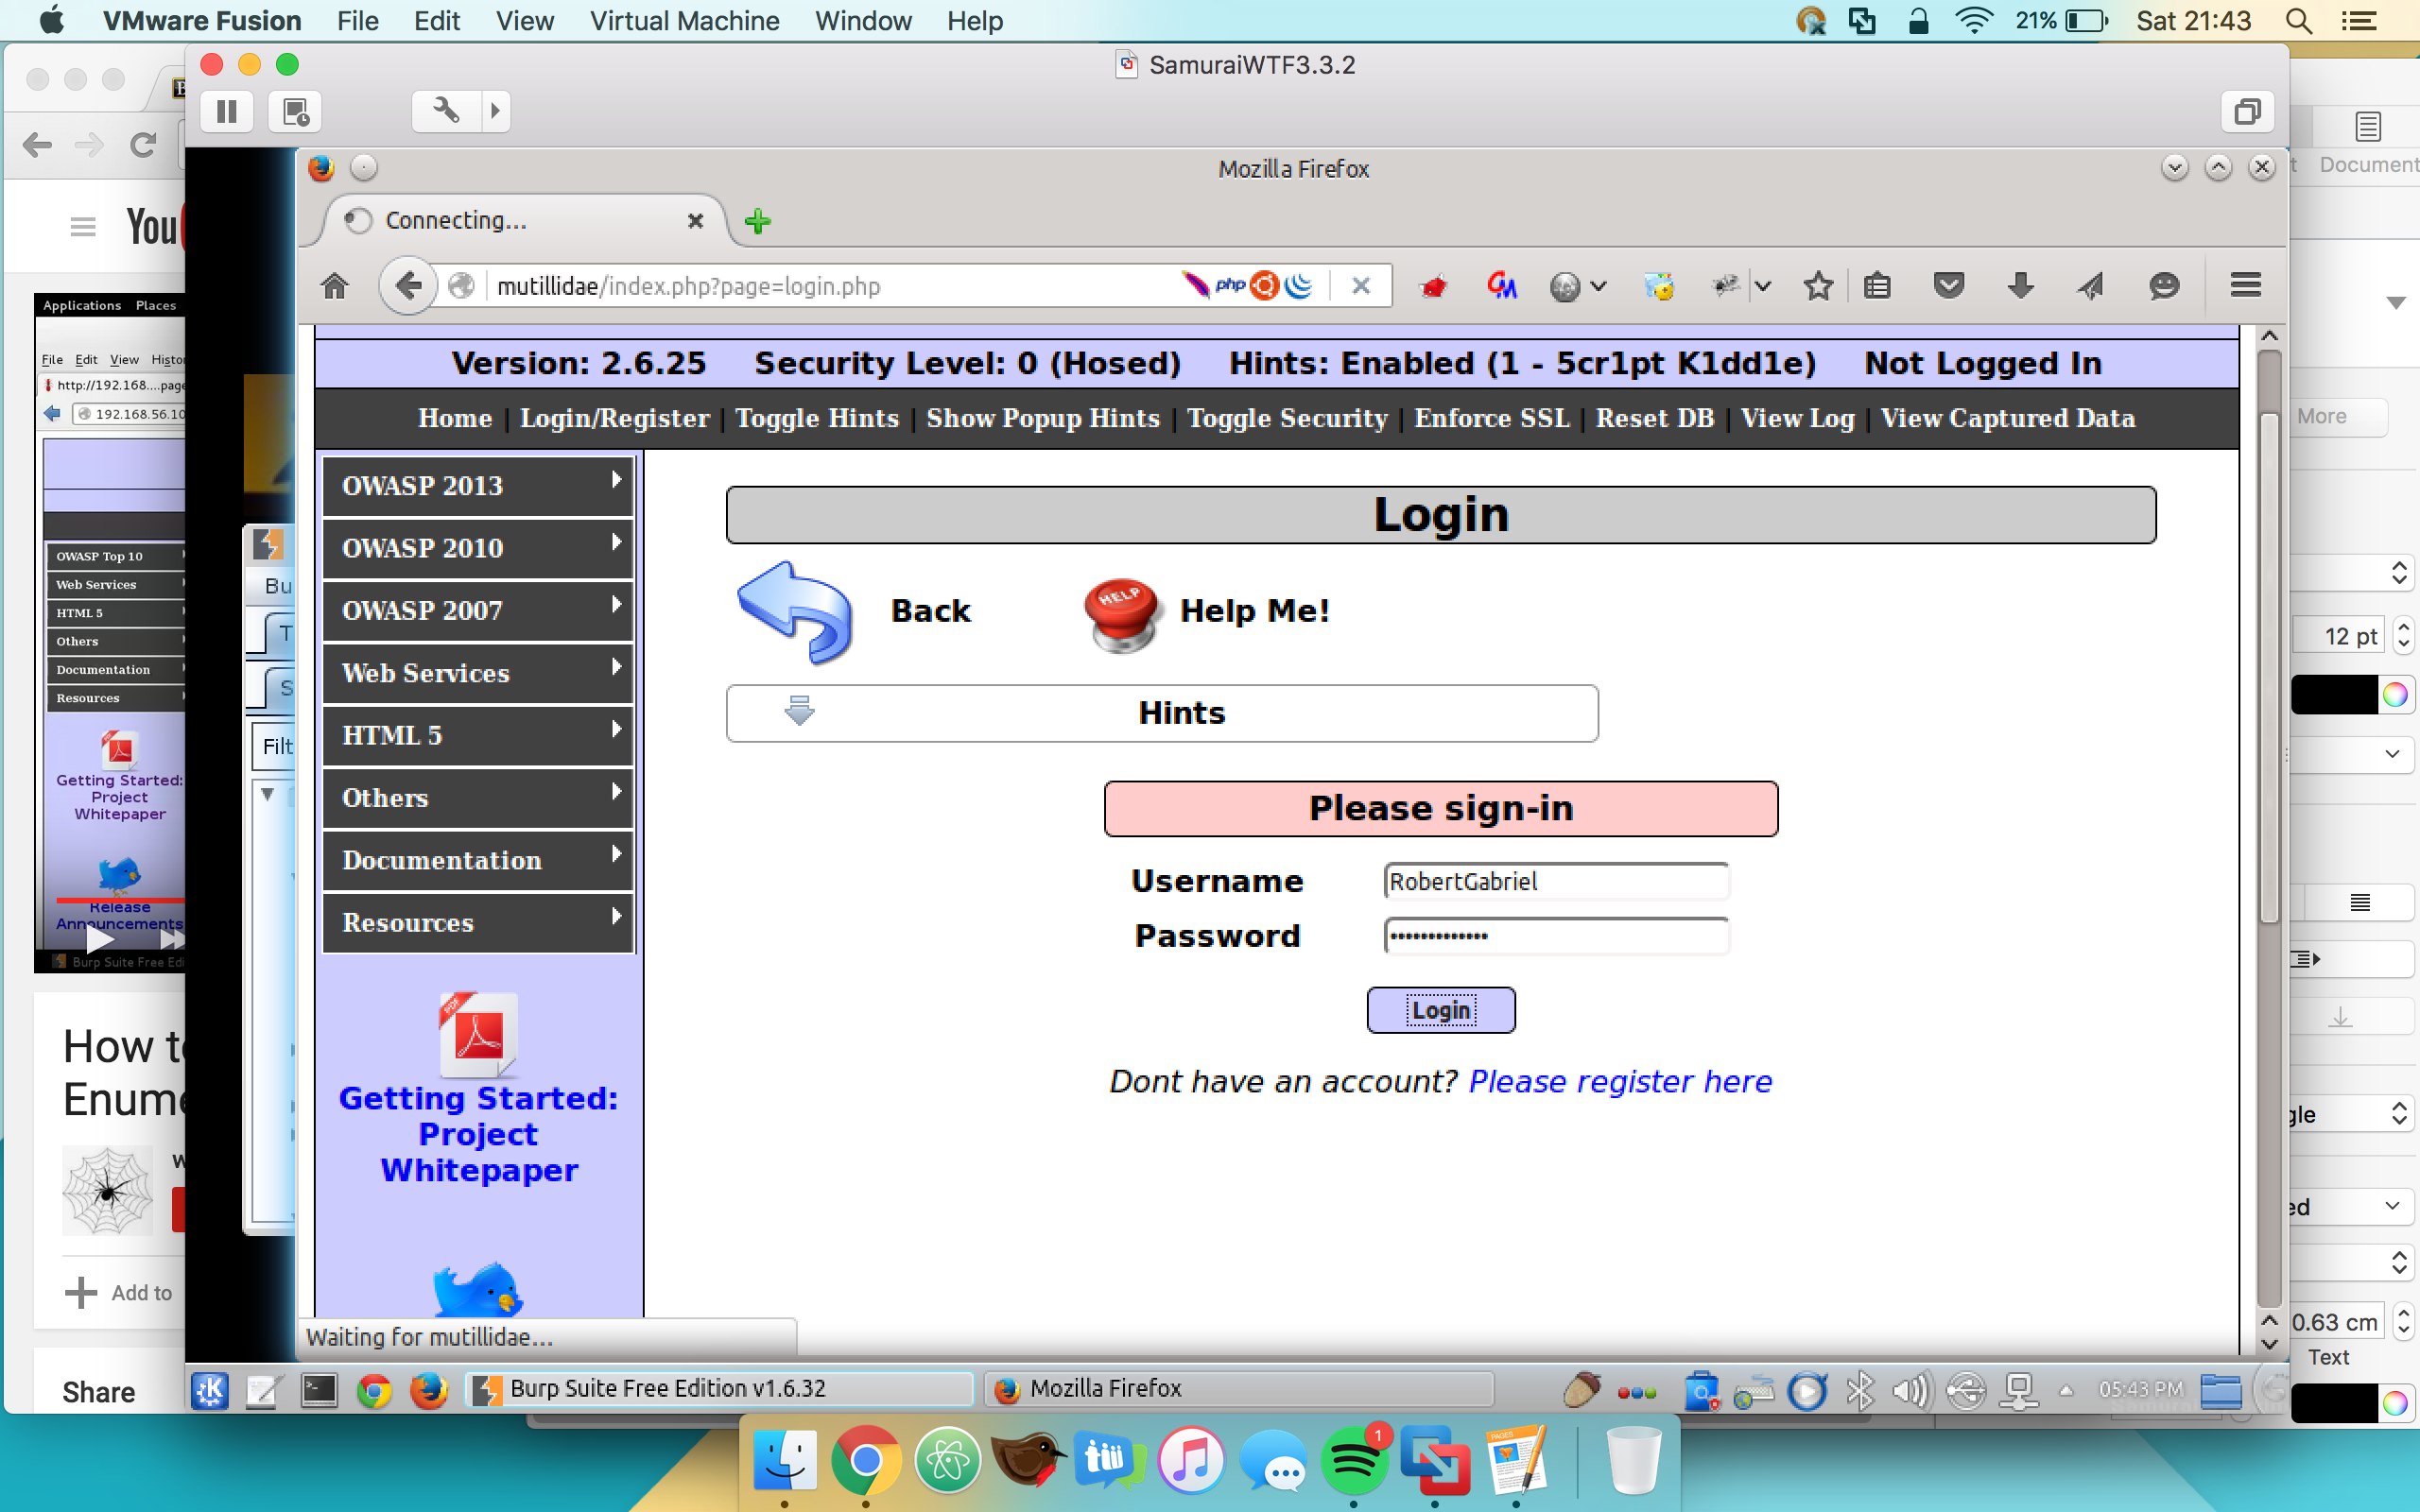 VMware Fusion File Edit View Virtual Machine Window Help 21% Sat 21:43
SamuraiWTF3.3.2
Mozilla Firefox
Document
Connecting...
You
mutillidae/index.php?page=login.php
php
Applications Places
File Edit View Histor
http://192.168....page
192.168.56.10
Version: 2.6.25 Security Level: 0 (Hosed) Hints: Enabled (1 - 5cr1pt K1dd1e) Not Logged In
Home | Login/Register | Toggle Hints | Show Popup Hints | Toggle Security | Enforce SSL | Reset DB | View Log | View Captured Data
More
OWASP 2013
OWASP 2010
OWASP 2007
Web Services
HTML 5
Others
Documentation
Resources
Getting Started:
Project
Whitepaper
Login
Back
HELP
Help Me!
Hints
Please sign-in
Username RobertGabriel
Password •••••••••••••
Login
Dont have an account? Please register here
OWASP Top 10
Web Services
HTML 5
Others
Documentation
Resources
Getting Started:
Project
Whitepaper
Release
Announcements
Burp Suite Free Edi
Bu
T
S
Filt
12 pt
gle
ed
0.63 cm
Text
How to
Enume
W
Add to
Share
Waiting for mutillidae...
Burp Suite Free Edition v1.6.32
Mozilla Firefox
05:43 PM
1
PAGES
PDF